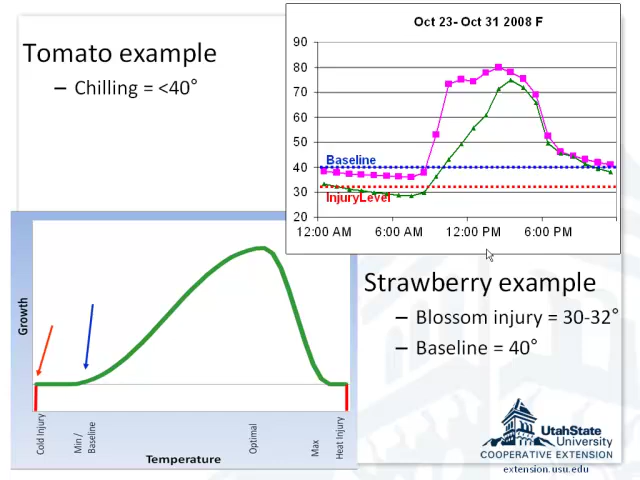 Tomato example
– Chilling = <40°
Oct 23- Oct 31 2008 F
90
80
70
60
50
40
30
20
Baseline
InjuryLevel
12:00 AM 6:00 AM 12:00 PM 6:00 PM
Growth
Cold Injury
Min /
Baseline
Optimal
Max
Heat Injury
Temperature
Strawberry example
– Blossom injury = 30-32°
– Baseline = 40°
UtahState
University
COOPERATIVE EXTENSION
extension.usu.edu